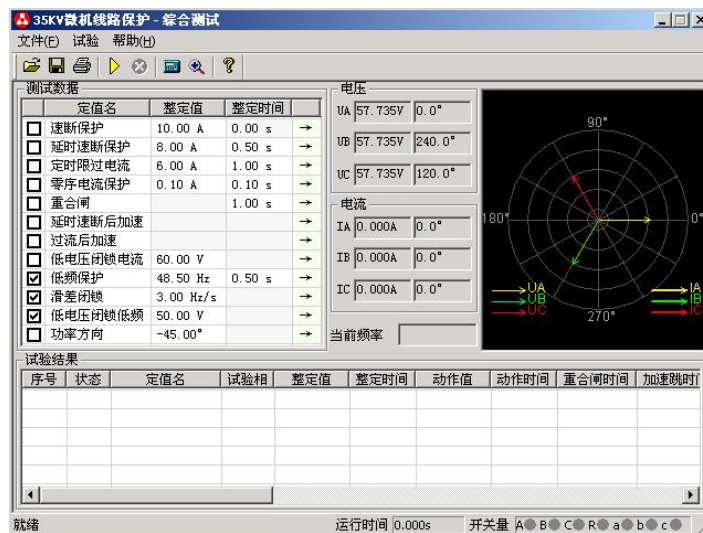 35KV微机线路保护 - 综合测试
文件(F) 试验 帮助(H)
测试数据
定值名 整定值 整定时间
速断保护 10.00 A 0.00 s →
延时速断保护 8.00 A 0.50 s →
定时限过电流 6.00 A 1.00 s →
零序电流保护 0.10 A 0.10 s →
重合闸 1.00 s →
延时速断后加速 →
过流后加速 →
低电压闭锁电流 60.00 V →
低频保护 48.50 Hz 0.50 s →
滑差闭锁 3.00 Hz/s →
低电压闭锁低频 50.00 V →
功率方向 -45.00° →
电压
UA 57.735V 0.0°
UB 57.735V 240.0°
UC 57.735V 120.0°
电流
IA 0.000A 0.0°
IB 0.000A 0.0°
IC 0.000A 0.0°
当前频率
90°
180° 0°
270°
UA IA
UB IB
UC IC
试验结果
序号 状态 定值名 试验相 整定值 整定时间 动作值 动作时间 重合闸时间 加速跳时
就绪 运行时间 0.000s 开关量 A B C R a b c